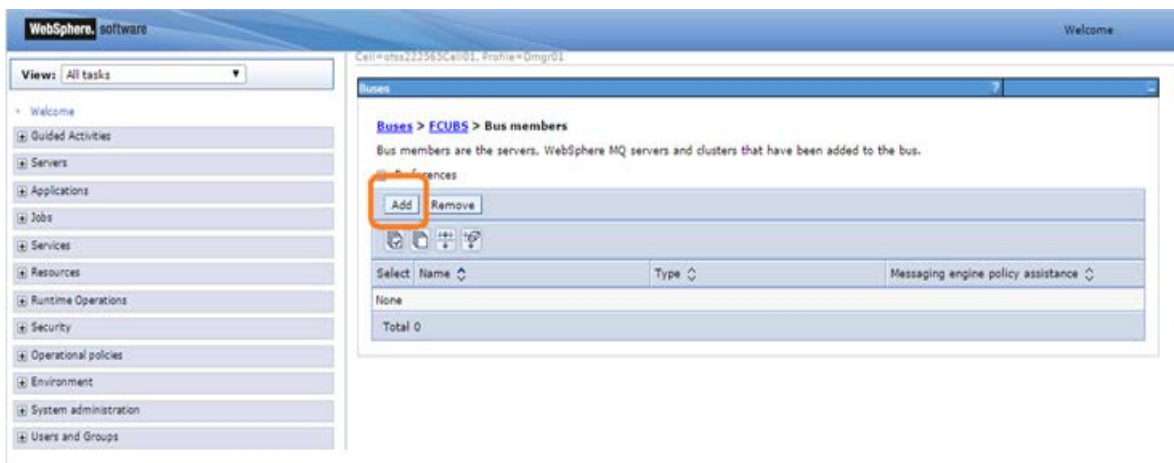 WebSphere. software
Welcome
View: All tasks
Cell=ofss222565Cell01, Profile=Dmgr01
Buses
?
Welcome
Guided Activities
Servers
Applications
Jobs
Services
Resources
Runtime Operations
Security
Operational policies
Environment
System administration
Users and Groups
Buses > FCUBS > Bus members
Bus members are the servers, WebSphere MQ servers and clusters that have been added to the bus.
Preferences
Add Remove
Select Name Type Messaging engine policy assistance
None
Total 0